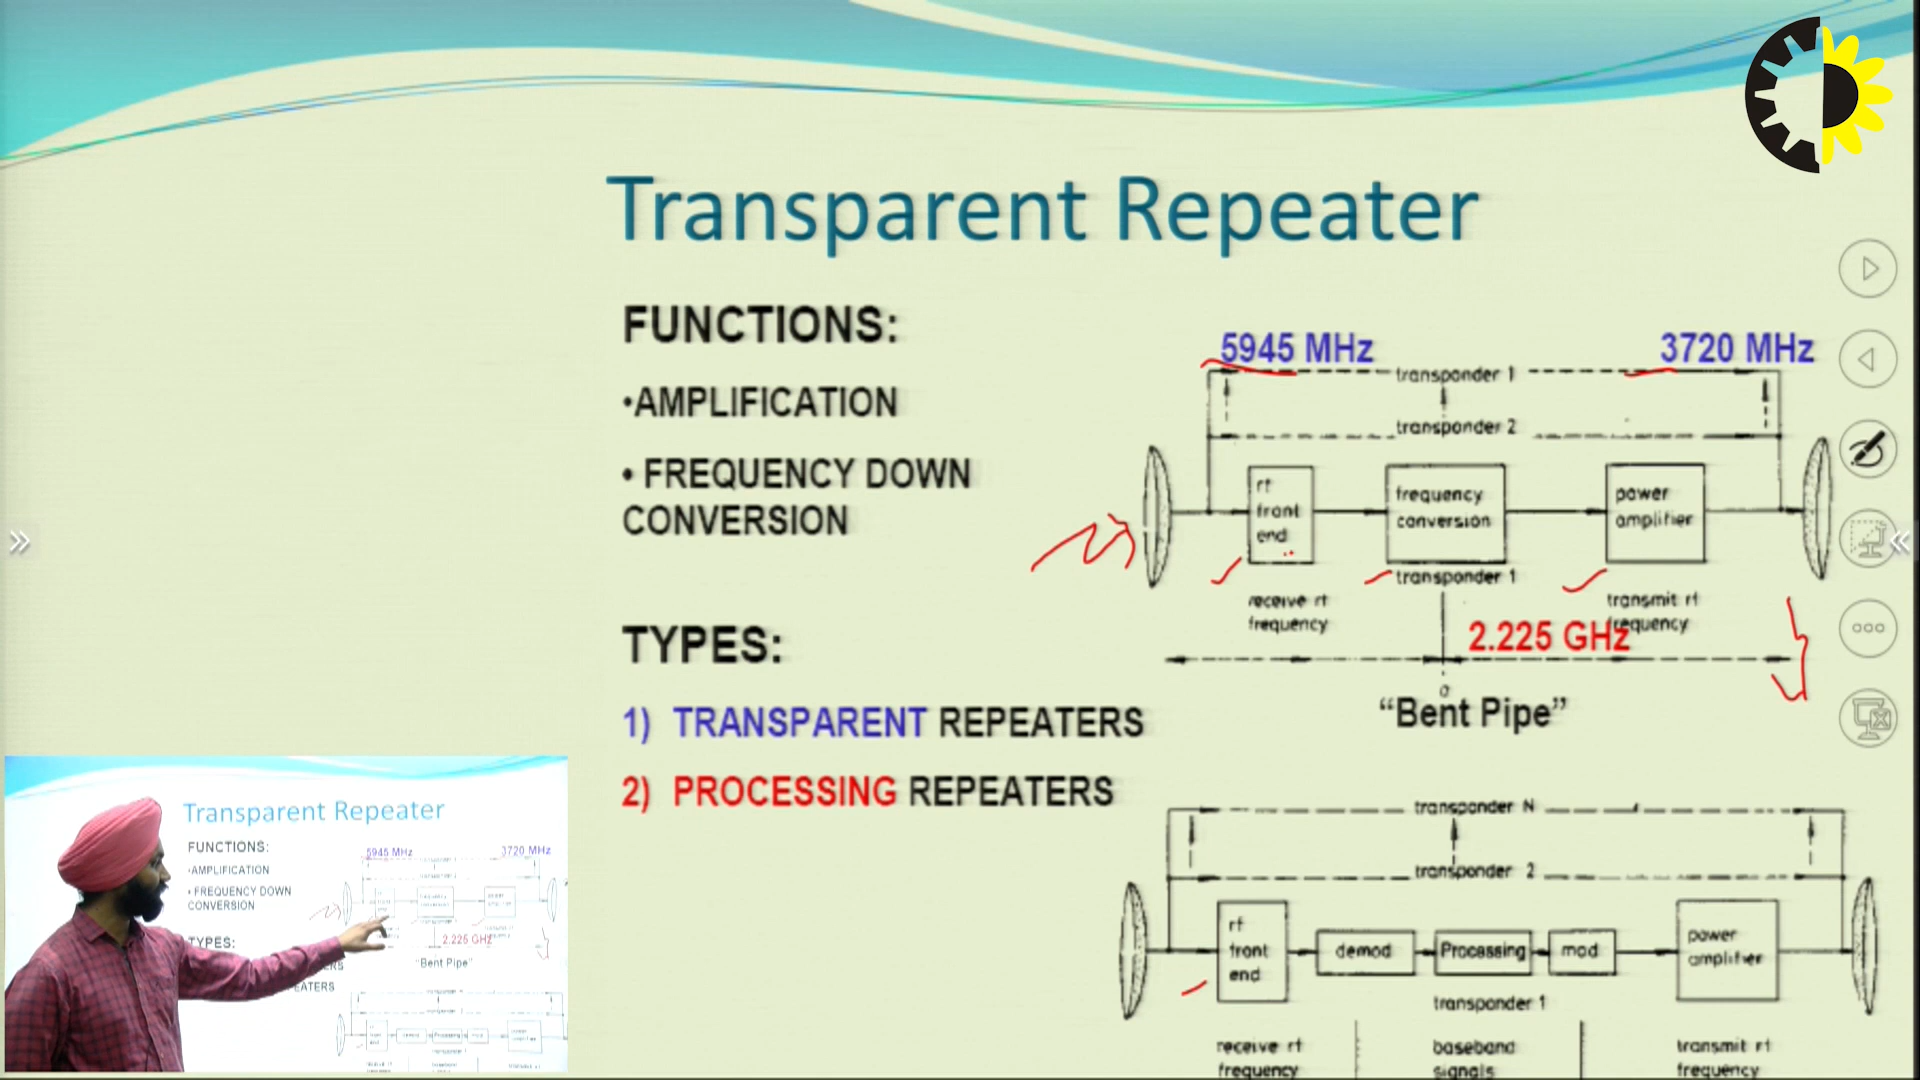 Transparent Repeater
FUNCTIONS:
•AMPLIFICATION
• FREQUENCY DOWN
CONVERSION
TYPES:
1) TRANSPARENT REPEATERS
2) PROCESSING REPEATERS
5945 MHz
3720 MHz
transponder 1
transponder 2
rf
front
end
frequency
conversion
power
amplifier
transponder 1
receive rf
frequency
transmit rf
frequency
2.225 GHz
a
“Bent Pipe”
transponder N
transponder 2
rf
front
end
demod
Processing
mod
power
amplifier
transponder 1
receive rf
frequency
baseband
signals
transmit rf
frequency
Transparent Repeater
FUNCTIONS:
•AMPLIFICATION
• FREQUENCY DOWN
CONVERSION
TYPES:
5945 MHz
3720 MHz
2.225 GHz
“Bent Pipe”